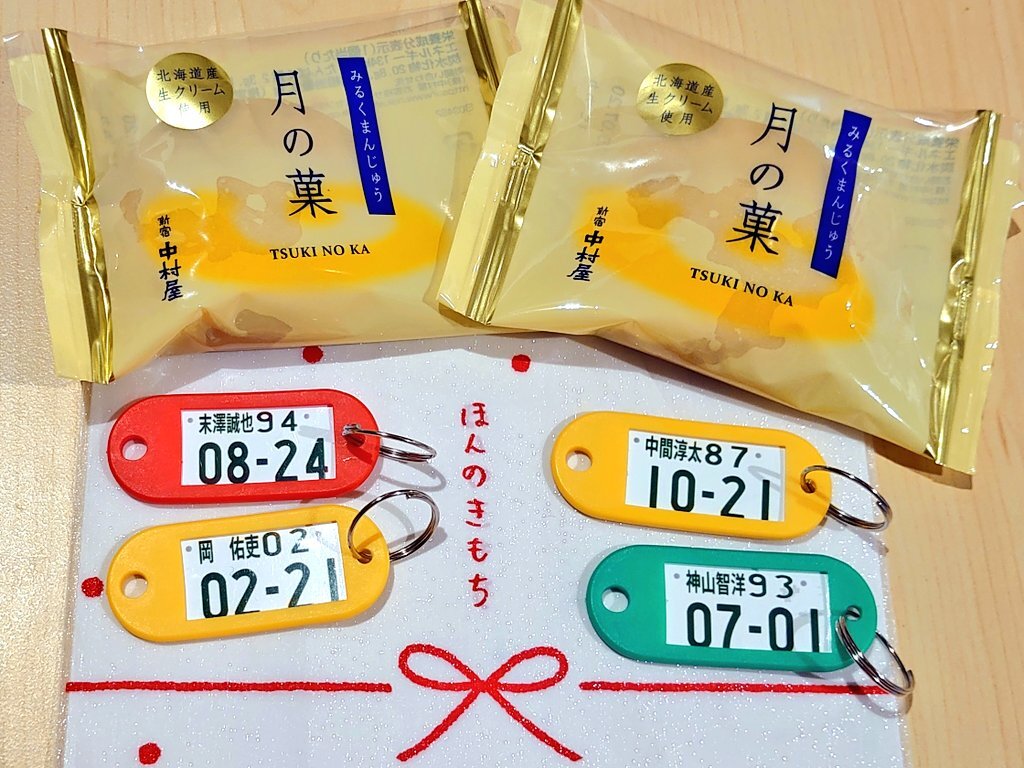 北海道産
生クリーム
使用
月の菓
みるくまんじゅう
TSUKI NO KA
新宿 中村屋
北海道産
生クリーム
使用
月の菓
みるくまんじゅう
TSUKI NO KA
新宿 中村屋
末澤誠也94
08-24
岡 佑吏02
02-21
ほんのきもち
中間淳太87
10-21
神山智洋93
07-01